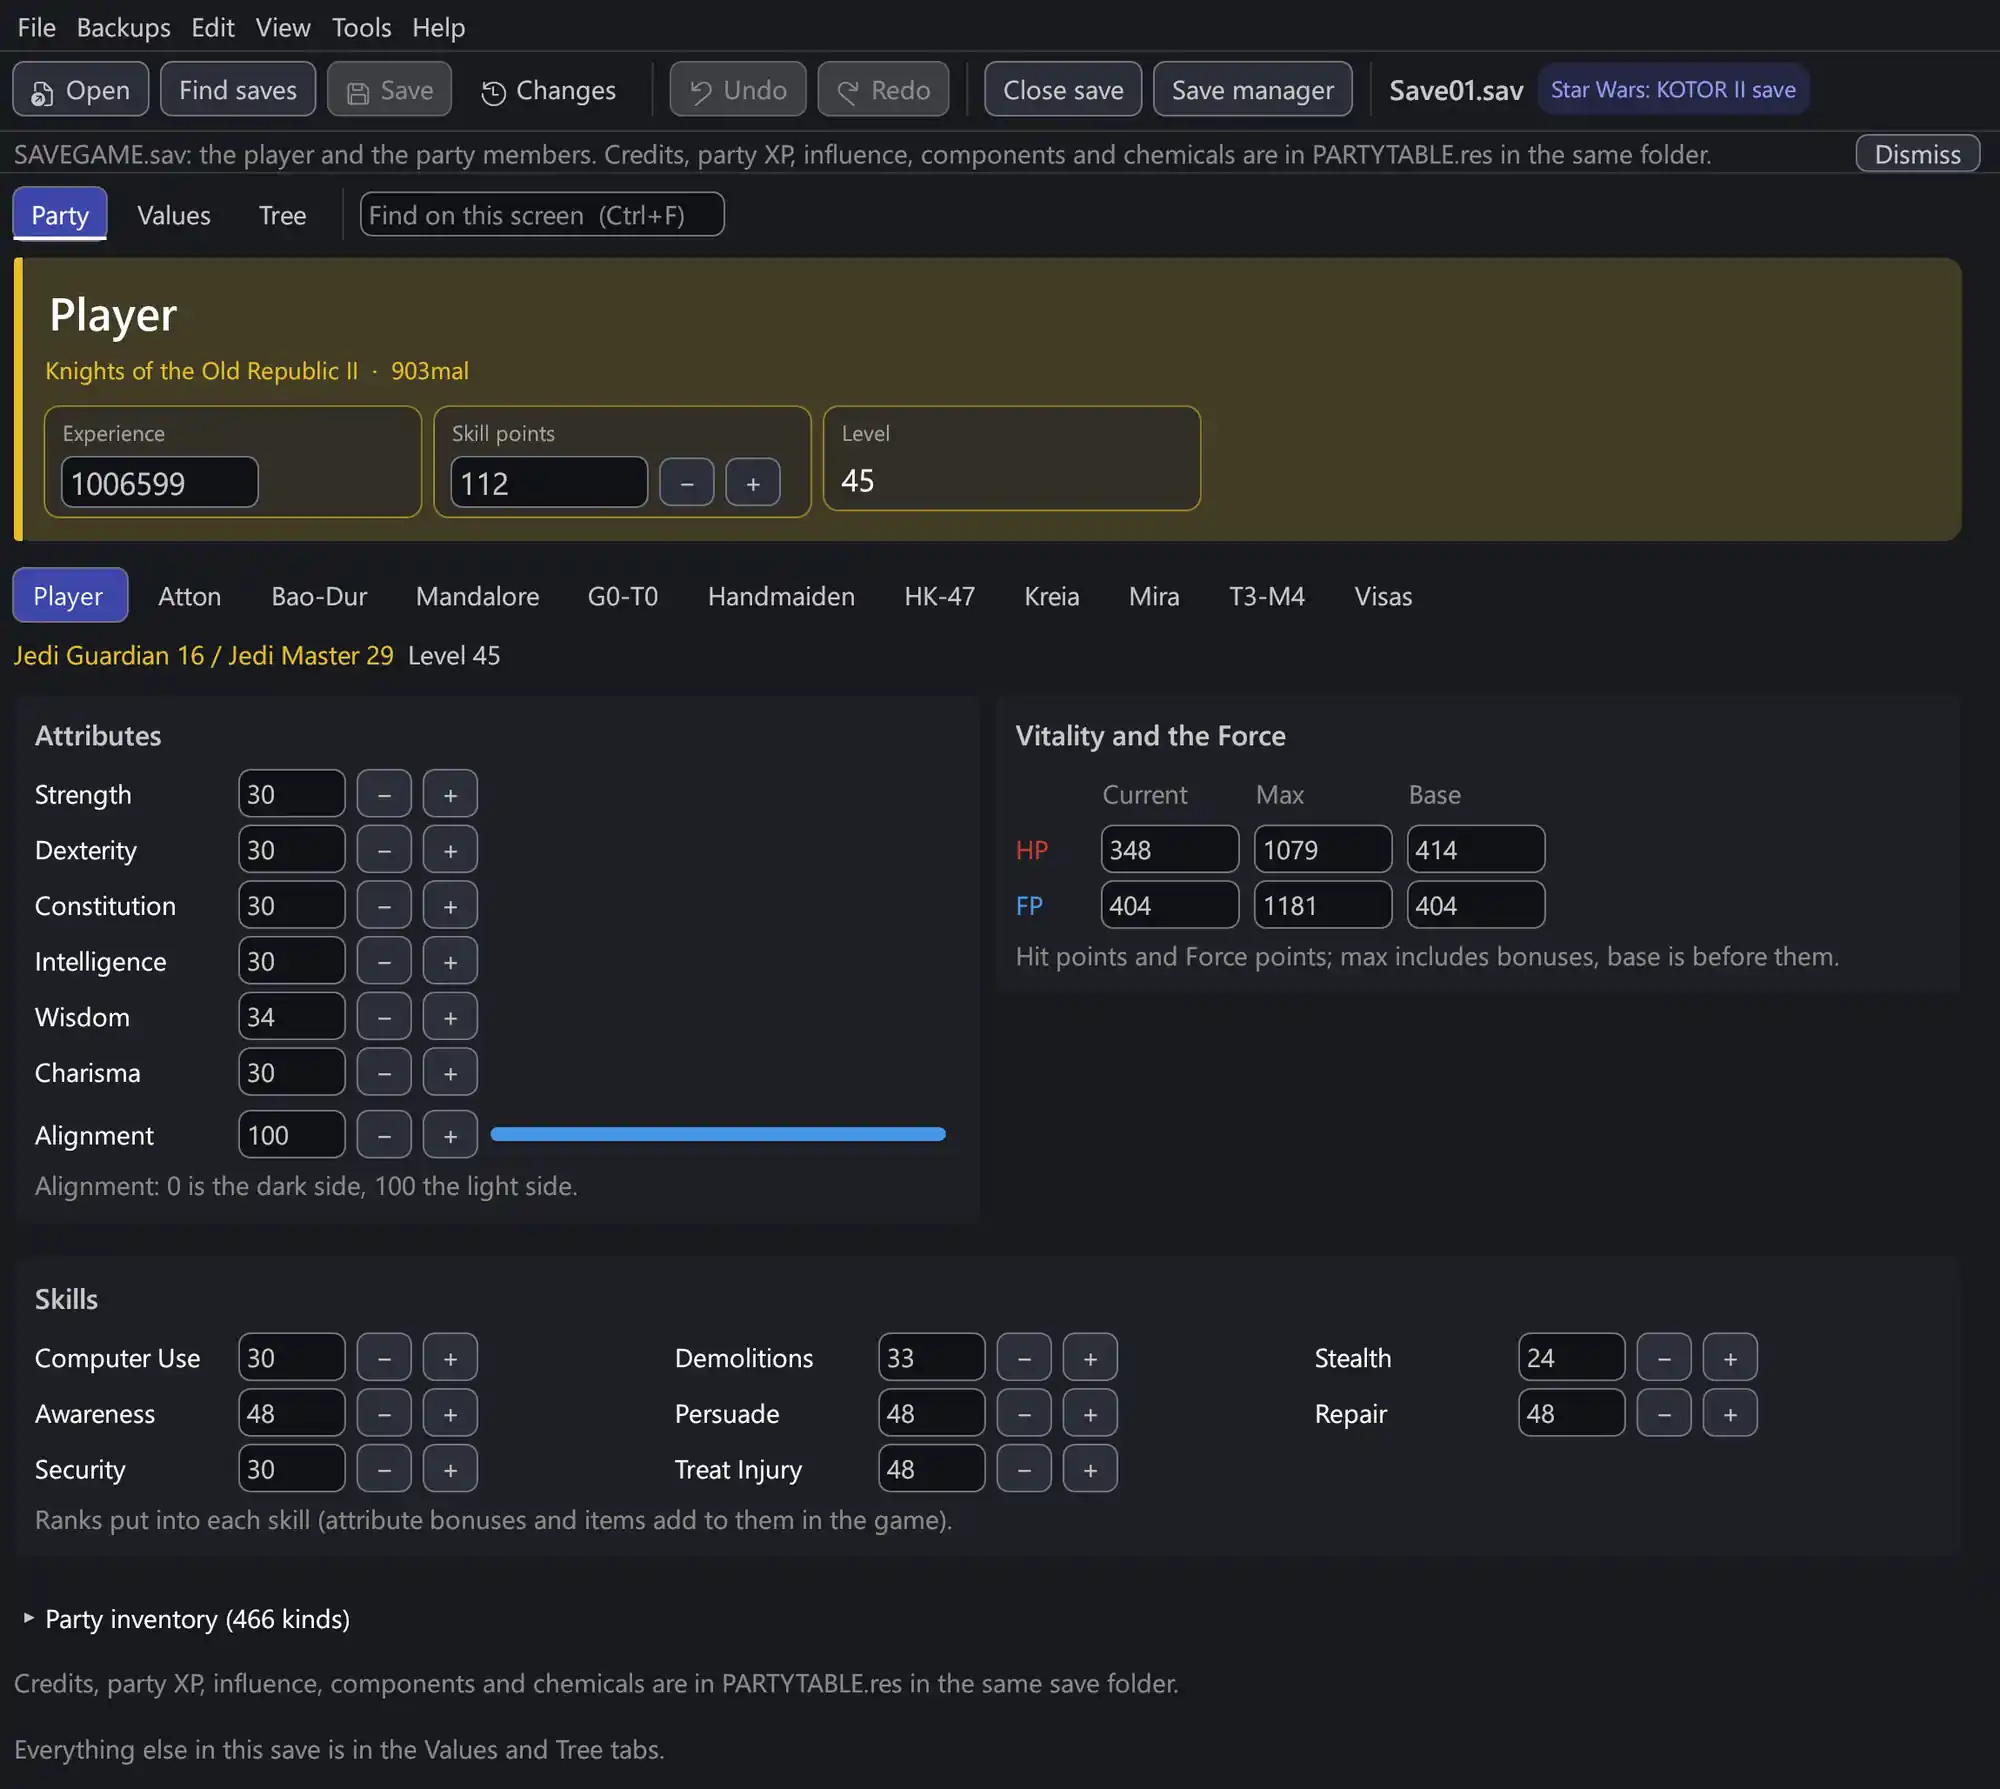 File Backups Edit View Tools Help
Open Find saves Save Changes Undo Redo Close save Save manager Save01.sav Star Wars: KOTOR II save
SAVEGAME.sav: the player and the party members. Credits, party XP, influence, components and chemicals are in PARTYTABLE.res in the same folder. Dismiss
Party Values Tree Find on this screen (Ctrl+F)
Player
Knights of the Old Republic II · 903mal
Experience Skill points Level
1006599 112 − + 45
Player Atton Bao-Dur Mandalore G0-T0 Handmaiden HK-47 Kreia Mira T3-M4 Visas
Jedi Guardian 16 / Jedi Master 29 Level 45
Attributes
Strength 30 − +
Dexterity 30 − +
Constitution 30 − +
Intelligence 30 − +
Wisdom 34 − +
Charisma 30 − +
Alignment 100 − +
Alignment: 0 is the dark side, 100 the light side.
Vitality and the Force
Current Max Base
HP 348 1079 414
FP 404 1181 404
Hit points and Force points; max includes bonuses, base is before them.
Skills
Computer Use 30 − + Demolitions 33 − + Stealth 24 − +
Awareness 48 − + Persuade 48 − + Repair 48 − +
Security 30 − + Treat Injury 48 − +
Ranks put into each skill (attribute bonuses and items add to them in the game).
Party inventory (466 kinds)
Credits, party XP, influence, components and chemicals are in PARTYTABLE.res in the same save folder.
Everything else in this save is in the Values and Tree tabs.